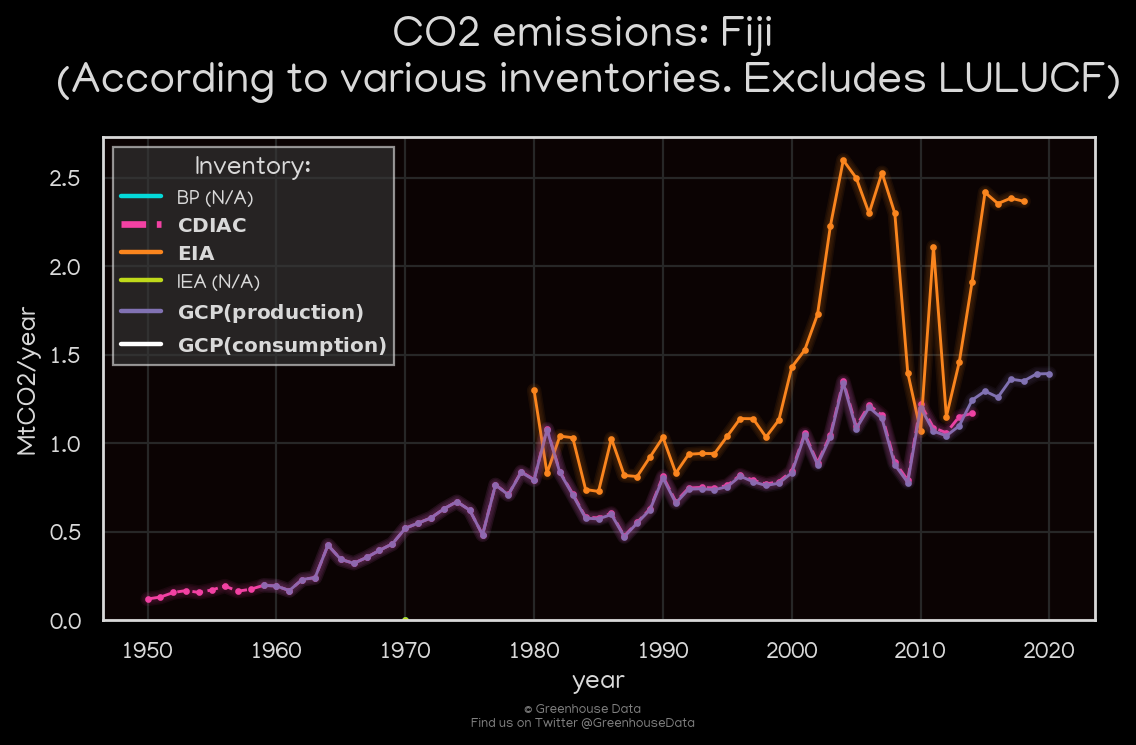 CO2 emissions: Fiji
(According to various inventories. Excludes LULUCF)
Inventory:
BP (N/A)
CDIAC
EIA
IEA (N/A)
GCP(production)
GCP(consumption)
MtCO2/year
2.5
2.0
1.5
1.0
0.5
0.0
1950 1960 1970 1980 1990 2000 2010 2020
year
© Greenhouse Data
Find us on Twitter @GreenhouseData